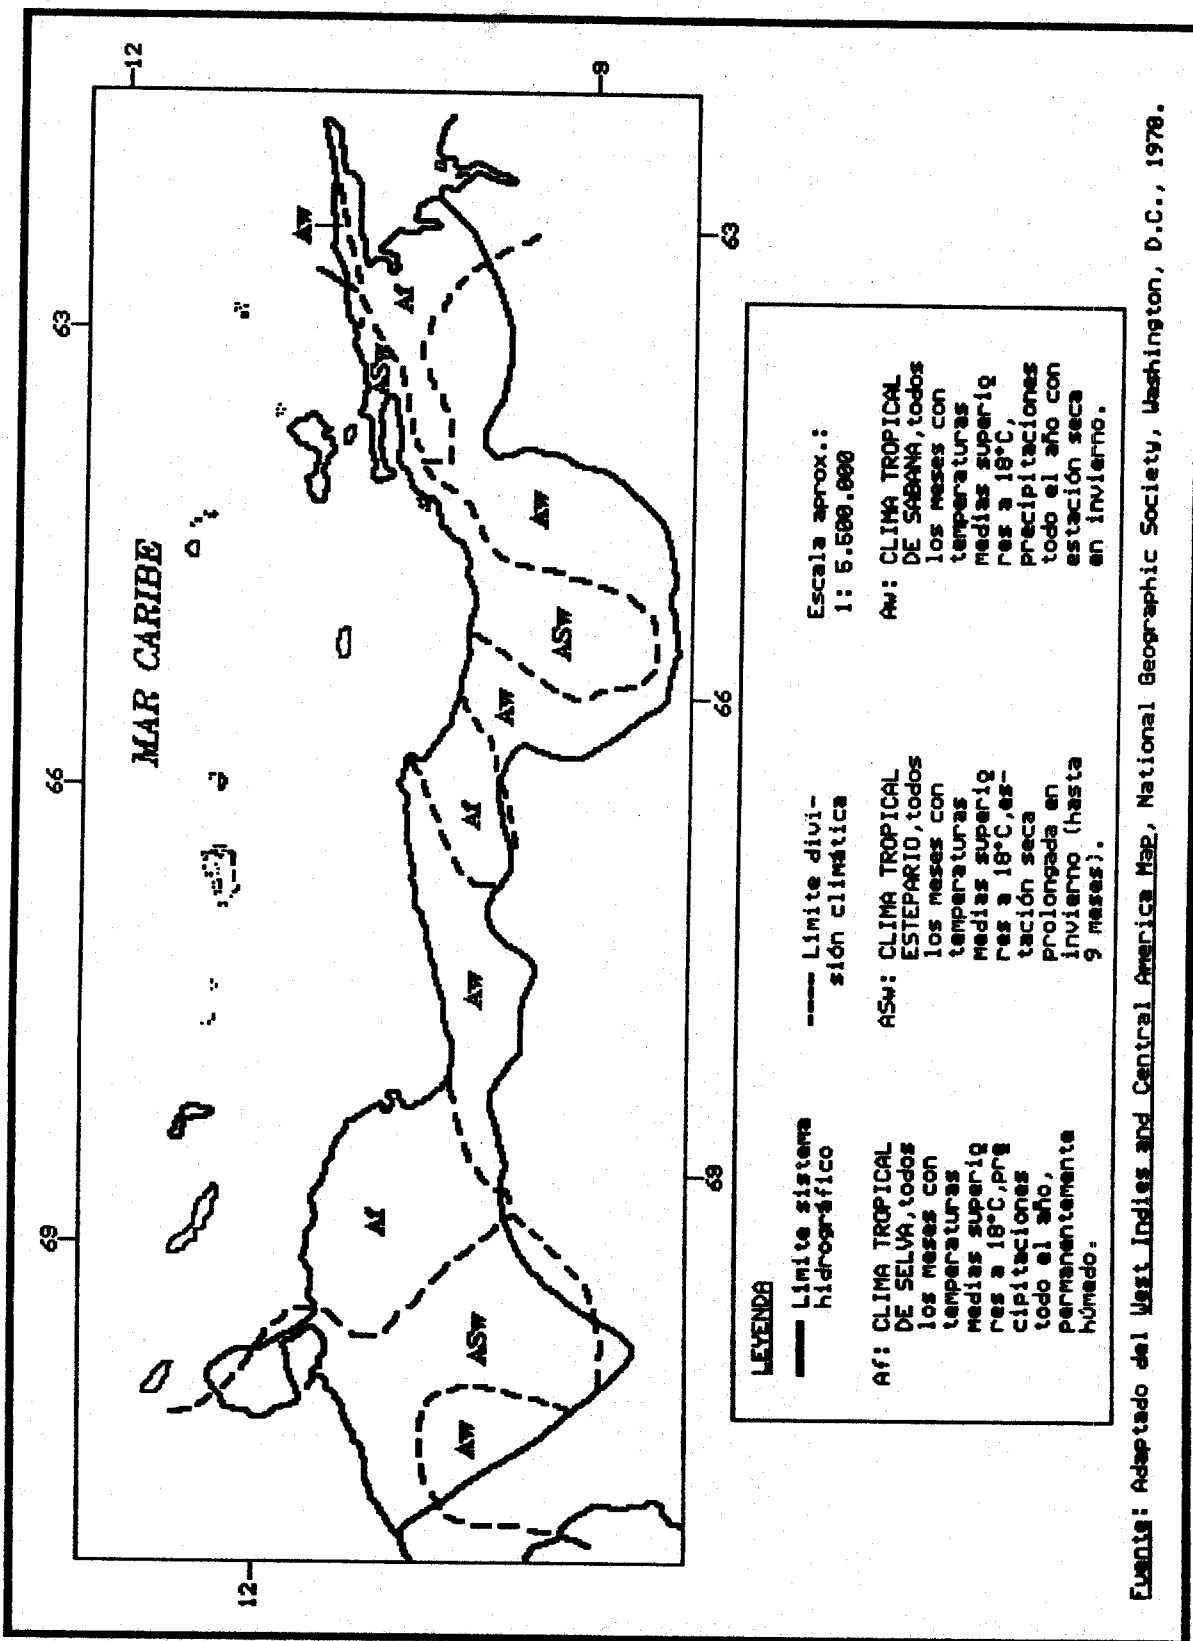 69
66
63
12
12
9
69
66
63
MAR CARIBE
Aw
ASw
Af
Aw
Af
Aw
ASw
Aw
ASw
Af
Aw
LEYENDA
Limite sistema
hidrográfico
Limite divi-
sión climática
Escala aprox.:
1: 5.500.000
Af: CLIMA TROPICAL
DE SELVA,todos
los meses con
temperaturas
medias superio
res a 18°C,pre
cipitaciones
todo el año,
permanentemente
húmedo.
ASw: CLIMA TROPICAL
ESTEPARIO,todos
los meses con
temperaturas
medias superio
res a 18°C,es-
tación seca
prolongada en
invierno (hasta
9 meses).
Aw: CLIMA TROPICAL
DE SABANA,todos
los meses con
temperaturas
medias superio
res a 18°C,
precipitaciones
todo el año con
estación seca
en invierno.
Fuente: Adaptado del West Indies and Central America Map, National Geographic Society, Washington, D.C., 1978.